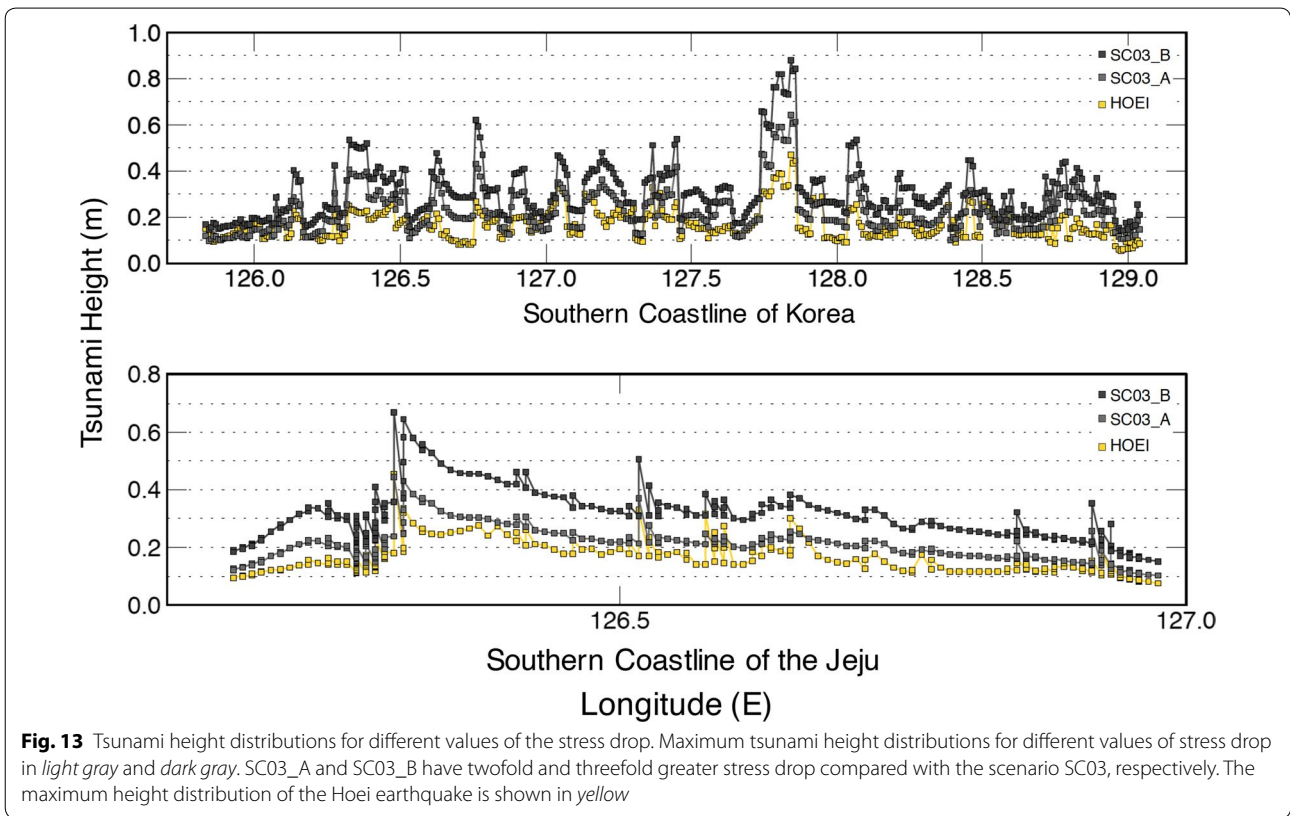 1.0
0.8
0.6
0.4
0.2
0.0
SC03_B
SC03_A
HOEI
126.0 126.5 127.0 127.5 128.0 128.5 129.0
Southern Coastline of Korea
Tsunami Height (m)
0.8
0.6
0.4
0.2
0.0
SC03_B
SC03_A
HOEI
126.5 127.0
Southern Coastline of the Jeju
Longitude (E)
Fig. 13 Tsunami height distributions for different values of the stress drop. Maximum tsunami height distributions for different values of stress drop
in light gray and dark gray. SC03_A and SC03_B have twofold and threefold greater stress drop compared with the scenario SC03, respectively. The
maximum height distribution of the Hoei earthquake is shown in yellow